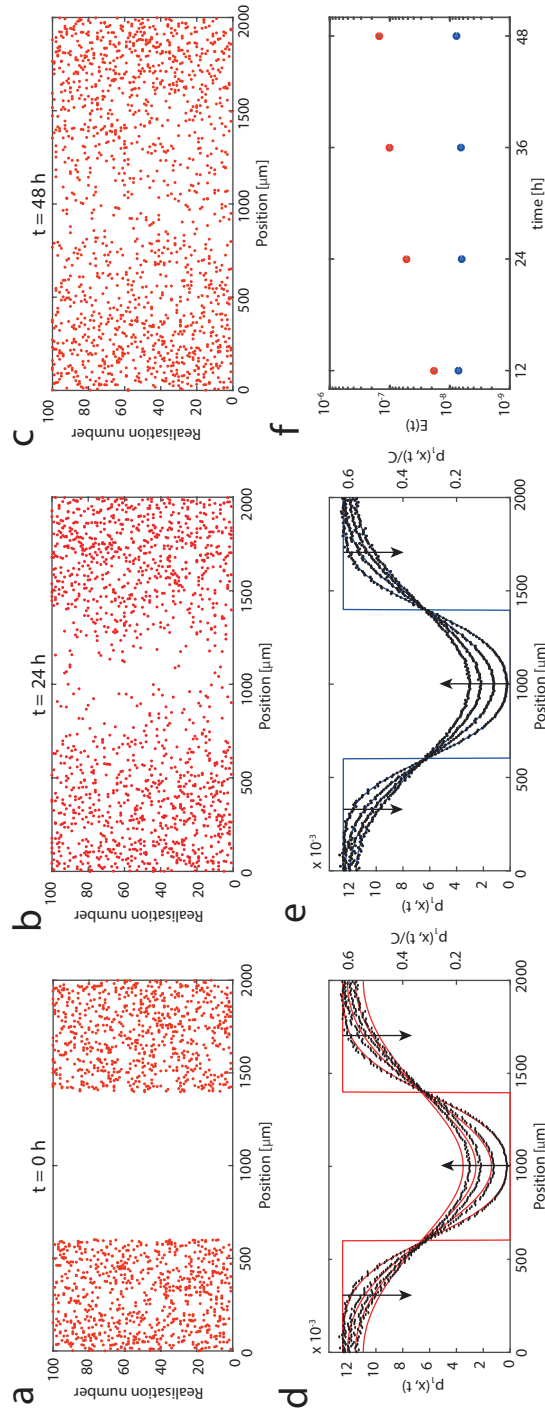 a
t = 0 h
Realisation number
100
80
60
40
20
0
0
500
1000
1500
2000
Position [µm]
b
t = 24 h
Realisation number
100
80
60
40
20
0
0
500
1000
1500
2000
Position [µm]
c
t = 48 h
Realisation number
100
80
60
40
20
0
0
500
1000
1500
2000
Position [µm]
d
x 10⁻³
p₁(x, t)
12
10
8
6
4
2
0
0.6
0.4
0.2
p₁(x, t)/C
0
500
1000
1500
2000
Position [µm]
e
x 10⁻³
p₁(x, t)
12
10
8
6
4
2
0
0.6
0.4
0.2
p₁(x, t/C
0
500
1000
1500
2000
Position [µm]
f
E(t)
10⁻⁶
10⁻⁷
10⁻⁸
10⁻⁹
12
24
36
48
time [h]